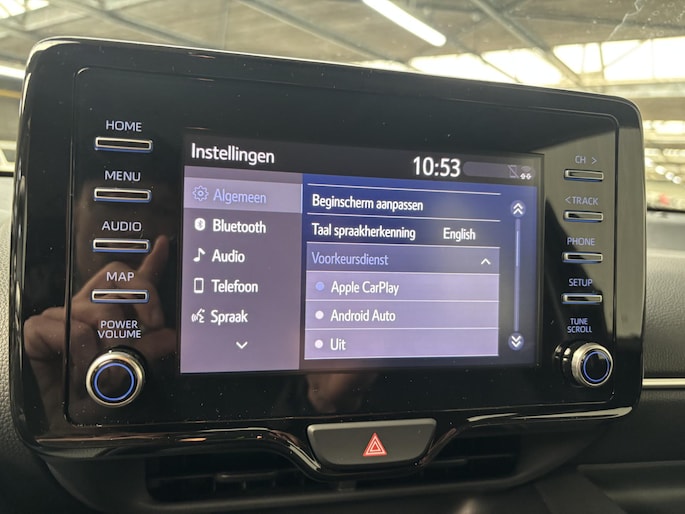 HOME
MENU
AUDIO
MAP
POWER
VOLUME
Instellingen
10:53
Algemeen
Bluetooth
Audio
Telefoon
Spraak
Beginscherm aanpassen
Taal spraakherkenning English
Voorkeursdienst
Apple CarPlay
Android Auto
Uit
CH >
< TRACK
PHONE
SETUP
TUNE
SCROLL